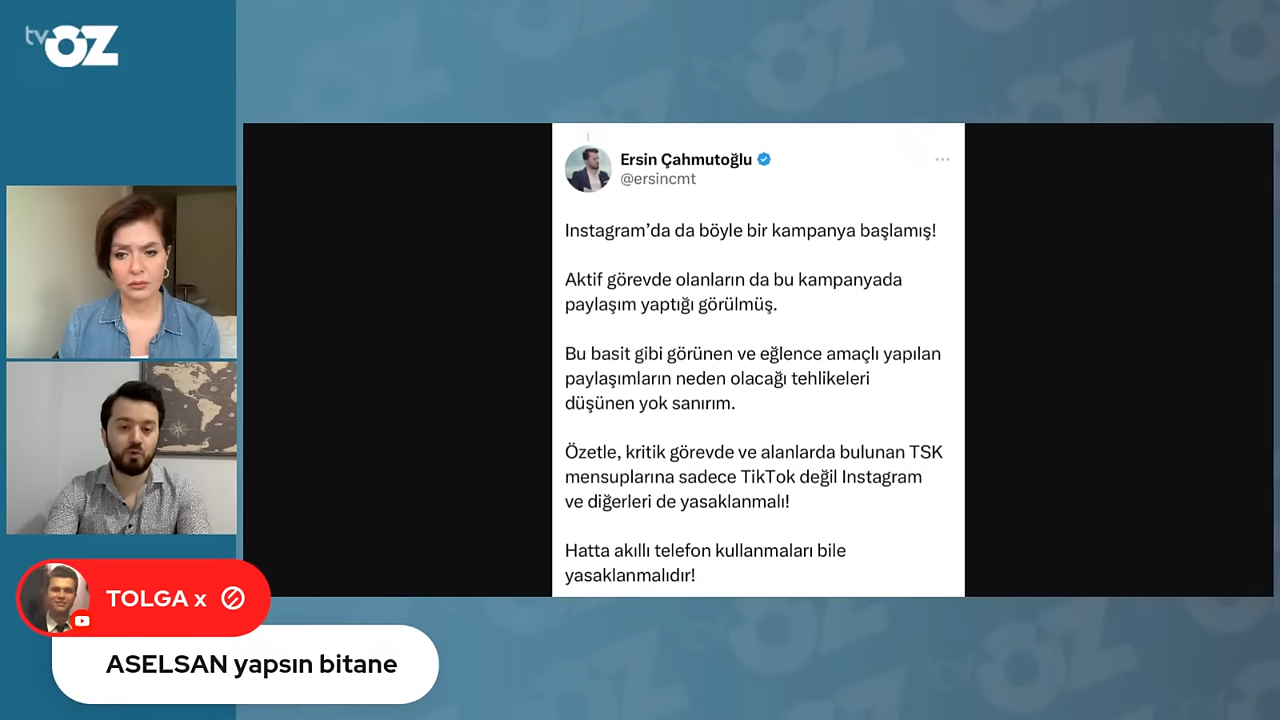 tv ÖZ
Ersin Çahmutoğlu
@ersincmt
Instagram’da da böyle bir kampanya başlamış!
Aktif görevde olanların da bu kampanyada
paylaşım yaptığı görülmüş.
Bu basit gibi görünen ve eğlence amaçlı yapılan
paylaşımların neden olacağı tehlikeleri
düşünen yok sanırım.
Özetle, kritik görevde ve alanlarda bulunan TSK
mensuplarına sadece TikTok değil Instagram
ve diğerleri de yasaklanmalı!
Hatta akıllı telefon kullanmaları bile
yasaklanmalıdır!
TOLGA x
ASELSAN yapsın bitane